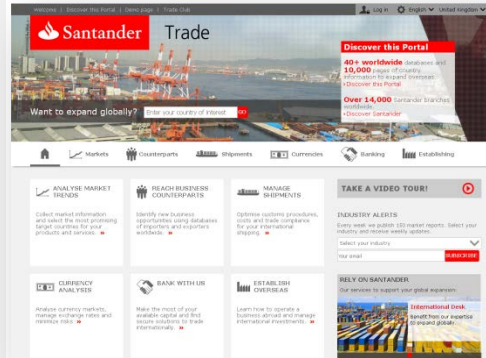 Welcome | Discover this Portal | Demo page | Trade Club
Log in English United Kingdom
Santander Trade
Discover this Portal
40+ worldwide databases and
10,000 pages of country
information to expand overseas
Discover this Portal
Over 14,000 Santander branches
worldwide.
Discover Santander
Want to expand globally? Enter your country of interest GO
Markets Counterparts Shipments Currencies Banking Establishing
ANALYSE MARKET
TRENDS
Collect market information
and select the most promising
target countries for your
products and services.
REACH BUSINESS
COUNTERPARTS
Identify new business
opportunities using databases
of importers and exporters
worldwide.
MANAGE
SHIPMENTS
Optimise customs procedures,
costs and trade compliance
for your international
shipping.
TAKE A VIDEO TOUR!
INDUSTRY ALERTS
Every week we publish 150 market reports. Select your
industry and receive weekly updates.
Select your industry
Your email SUBSCRIBE
CURRENCY
ANALYSIS
Analyse currency markets,
manage exchange rates and
minimize risks.
BANK WITH US
Make the most of your
available capital and find
secure solutions to trade
internationally.
ESTABLISH
OVERSEAS
Learn how to operate a
business abroad and manage
international investments.
RELY ON SANTANDER
Our services to support your global expansion:
International Desk
Benefit from our expertise
to expand globally.